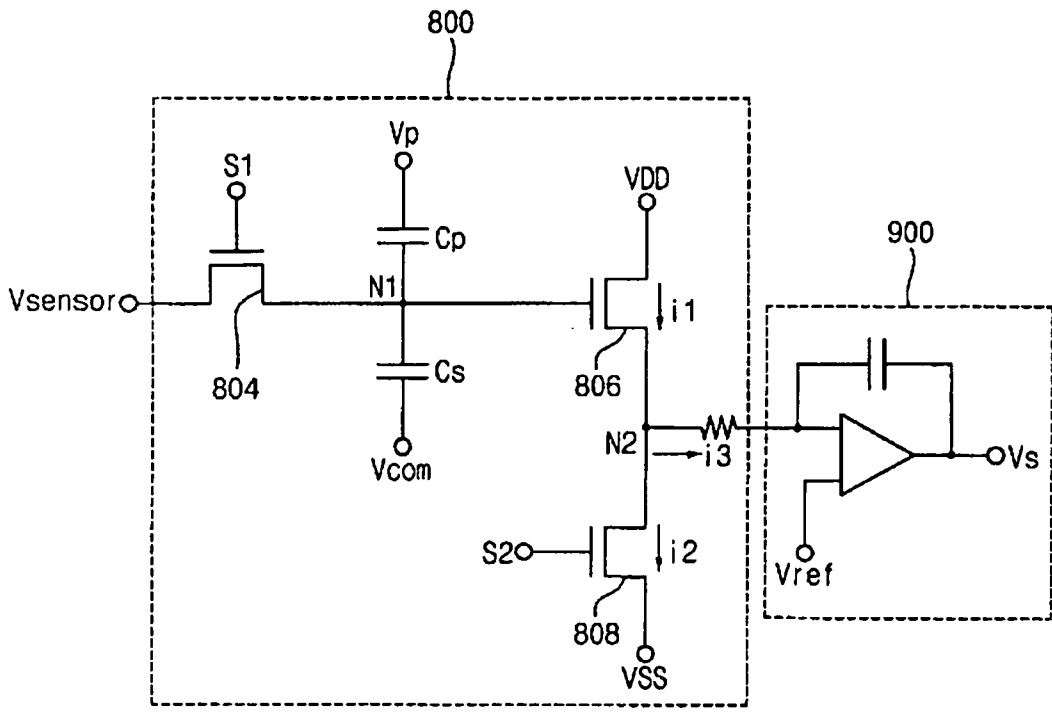 800
Vp
S1
VDD
Cp
900
N1
Vsensor
i1
804
Cs
806
N2
i3
Vs
Vcom
S2
i2
Vref
808
VSS